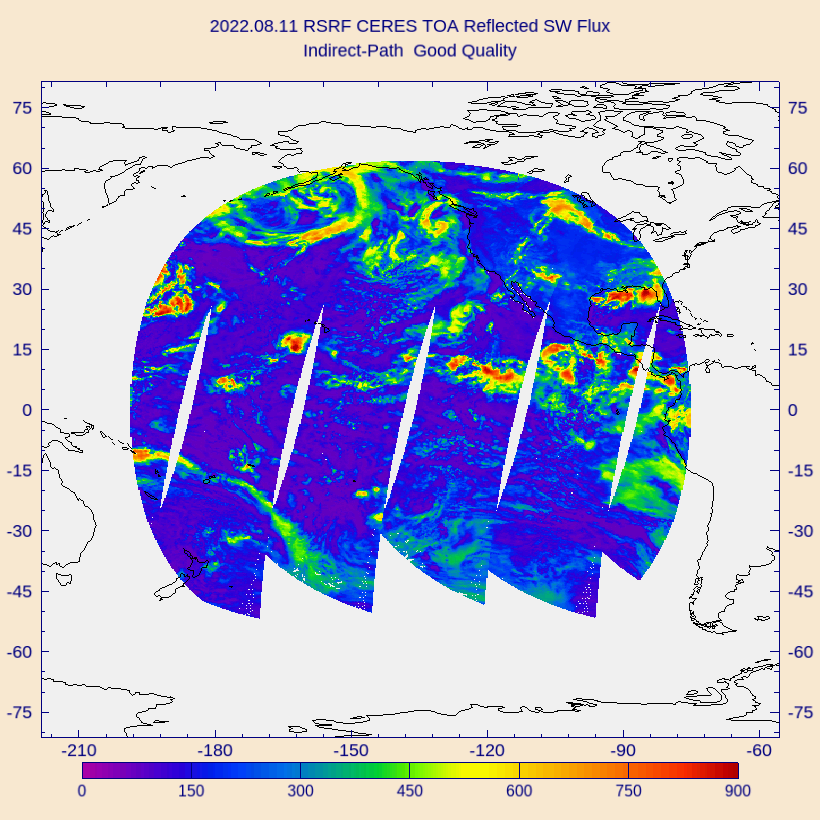 2022.08.11 RSRF CERES TOA Reflected SW Flux
Indirect-Path  Good Quality
75 75
60 60
45 45
30 30
15 15
0 0
-15 -15
-30 -30
-45 -45
-60 -60
-75 -75
-210 -180 -150 -120 -90 -60
0 150 300 450 600 750 900